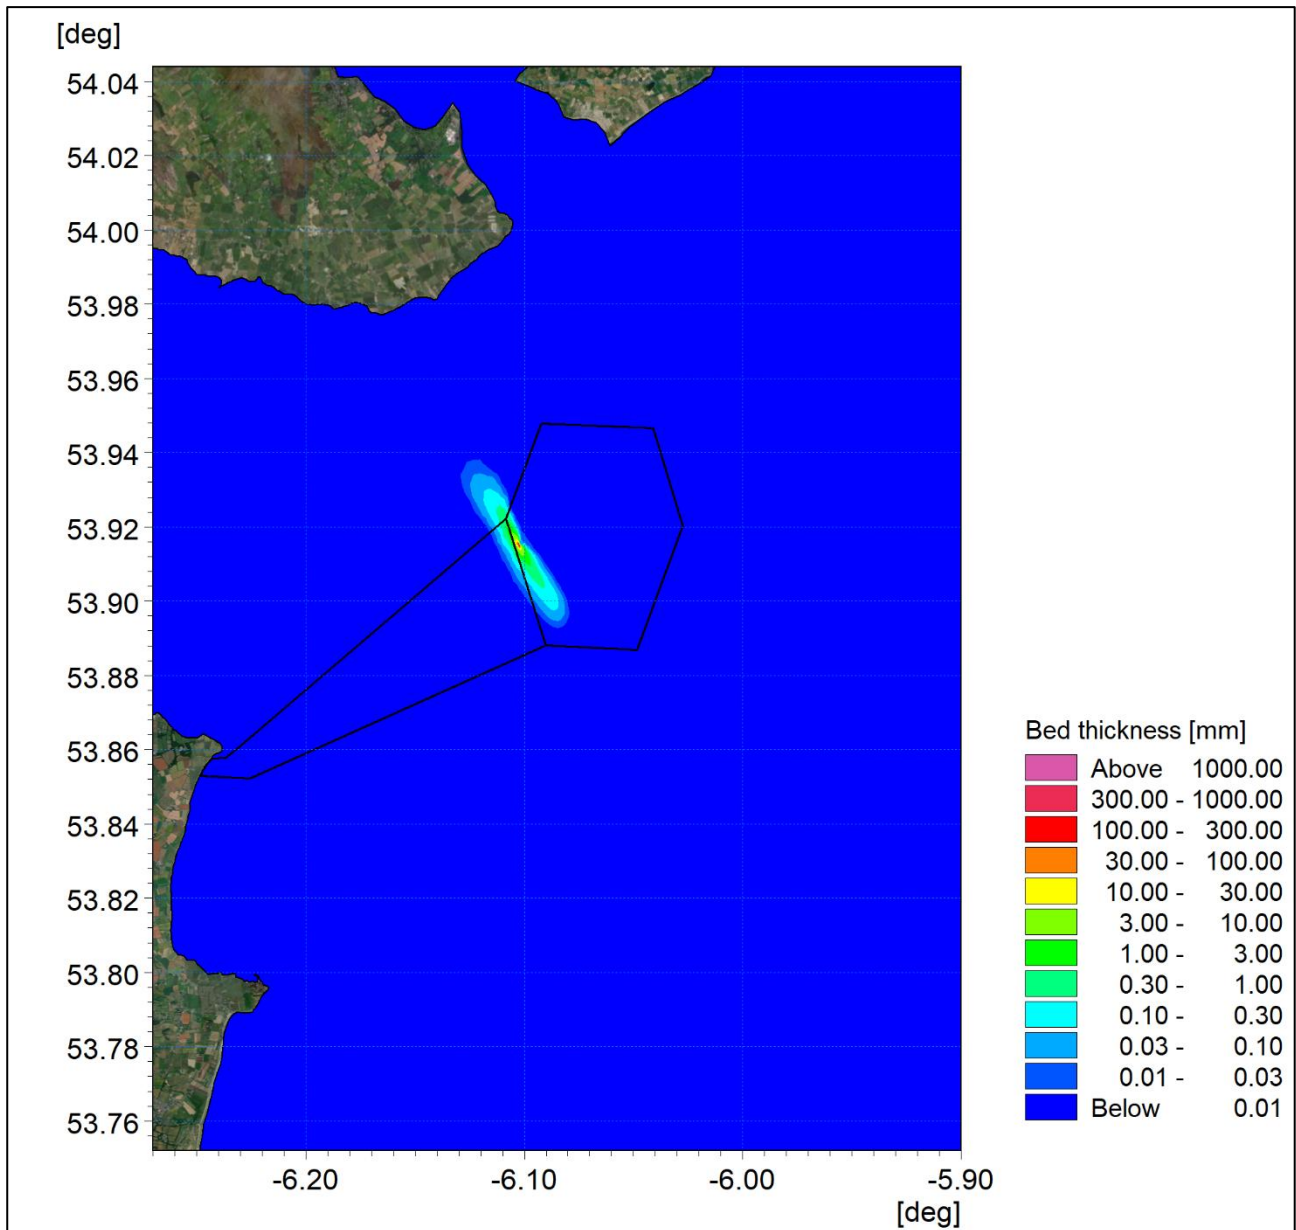 [deg]
54.04
54.02
54.00
53.98
53.96
53.94
53.92
53.90
53.88
53.86
53.84
53.82
53.80
53.78
53.76
-6.20 -6.10 -6.00 -5.90
[deg]
Bed thickness [mm]
Above 1000.00
300.00 - 1000.00
100.00 - 300.00
30.00 - 100.00
10.00 - 30.00
3.00 - 10.00
1.00 - 3.00
0.30 - 1.00
0.10 - 0.30
0.03 - 0.10
0.01 - 0.03
Below 0.01